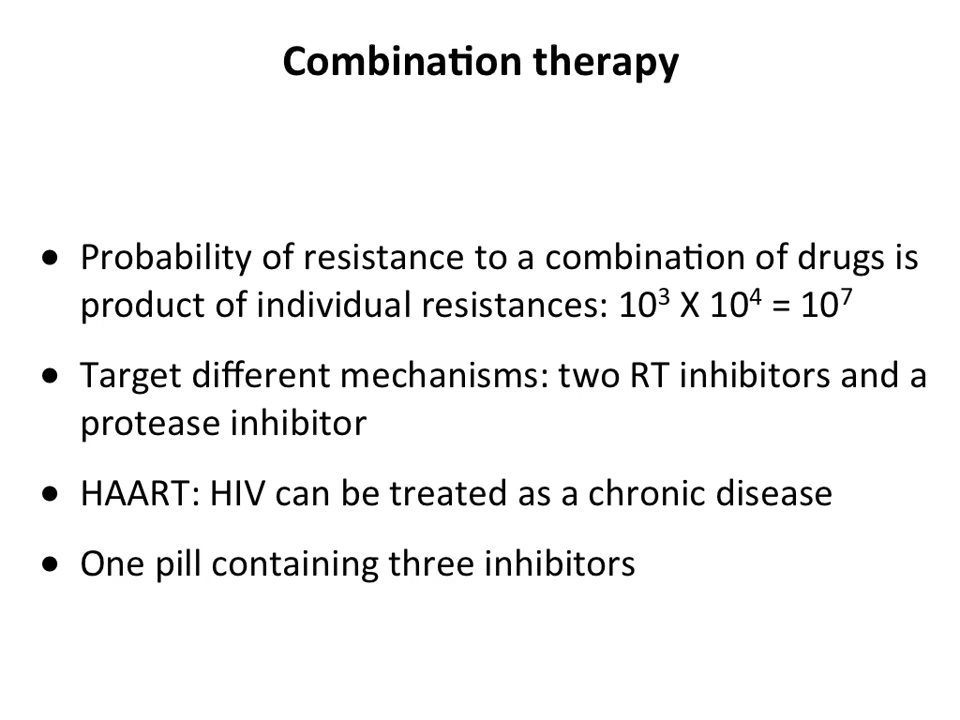 Combination therapy
• Probability of resistance to a combination of drugs is
product of individual resistances: 10³ X 10⁴ = 10⁷
• Target different mechanisms: two RT inhibitors and a
protease inhibitor
• HAART: HIV can be treated as a chronic disease
• One pill containing three inhibitors